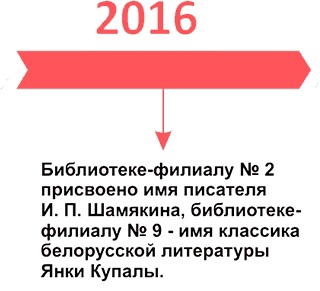 2016
Библиотеке-филиалу № 2
присвоено имя писателя
И. П. Шамякина, библиотеке-
филиалу № 9 - имя классика
белорусской литературы
Янки Купалы.